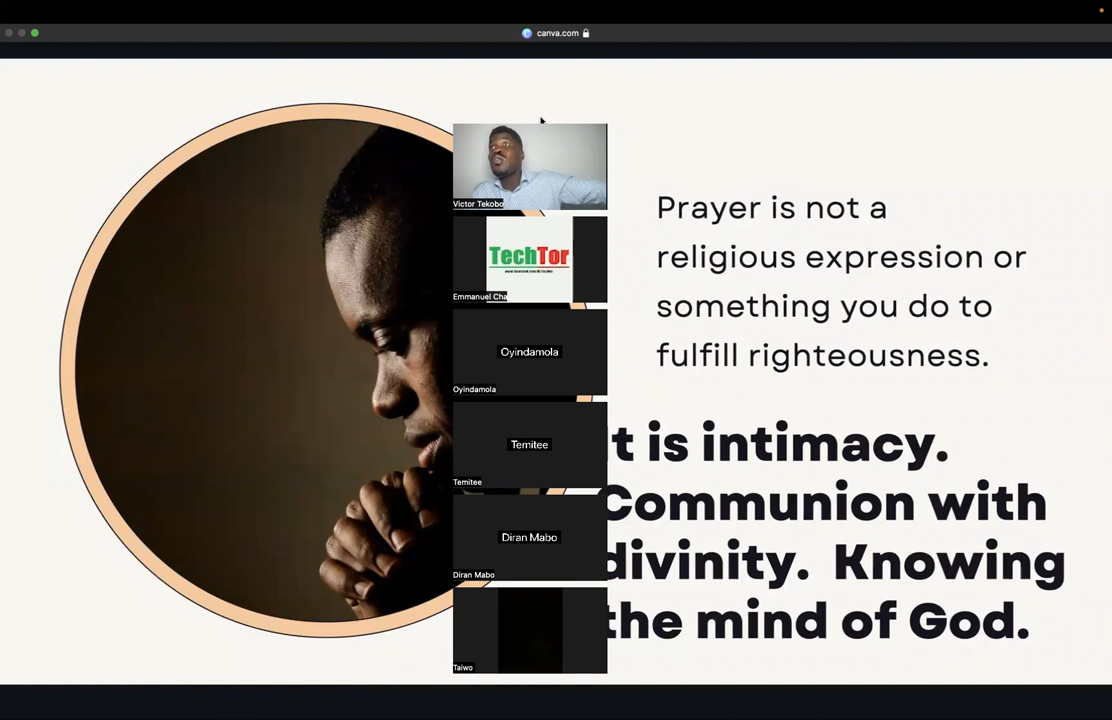 canva.com
Victor Tekobo
TechTor
Emmanuel Cha
Oyindamola
Oyindamola
Temitee
Temitee
Diran Mabo
Diran Mabo
Taiwo
Prayer is not a
religious expression or
something you do to
fulfill righteousness.
It is intimacy.
Communion with
divinity. Knowing
the mind of God.